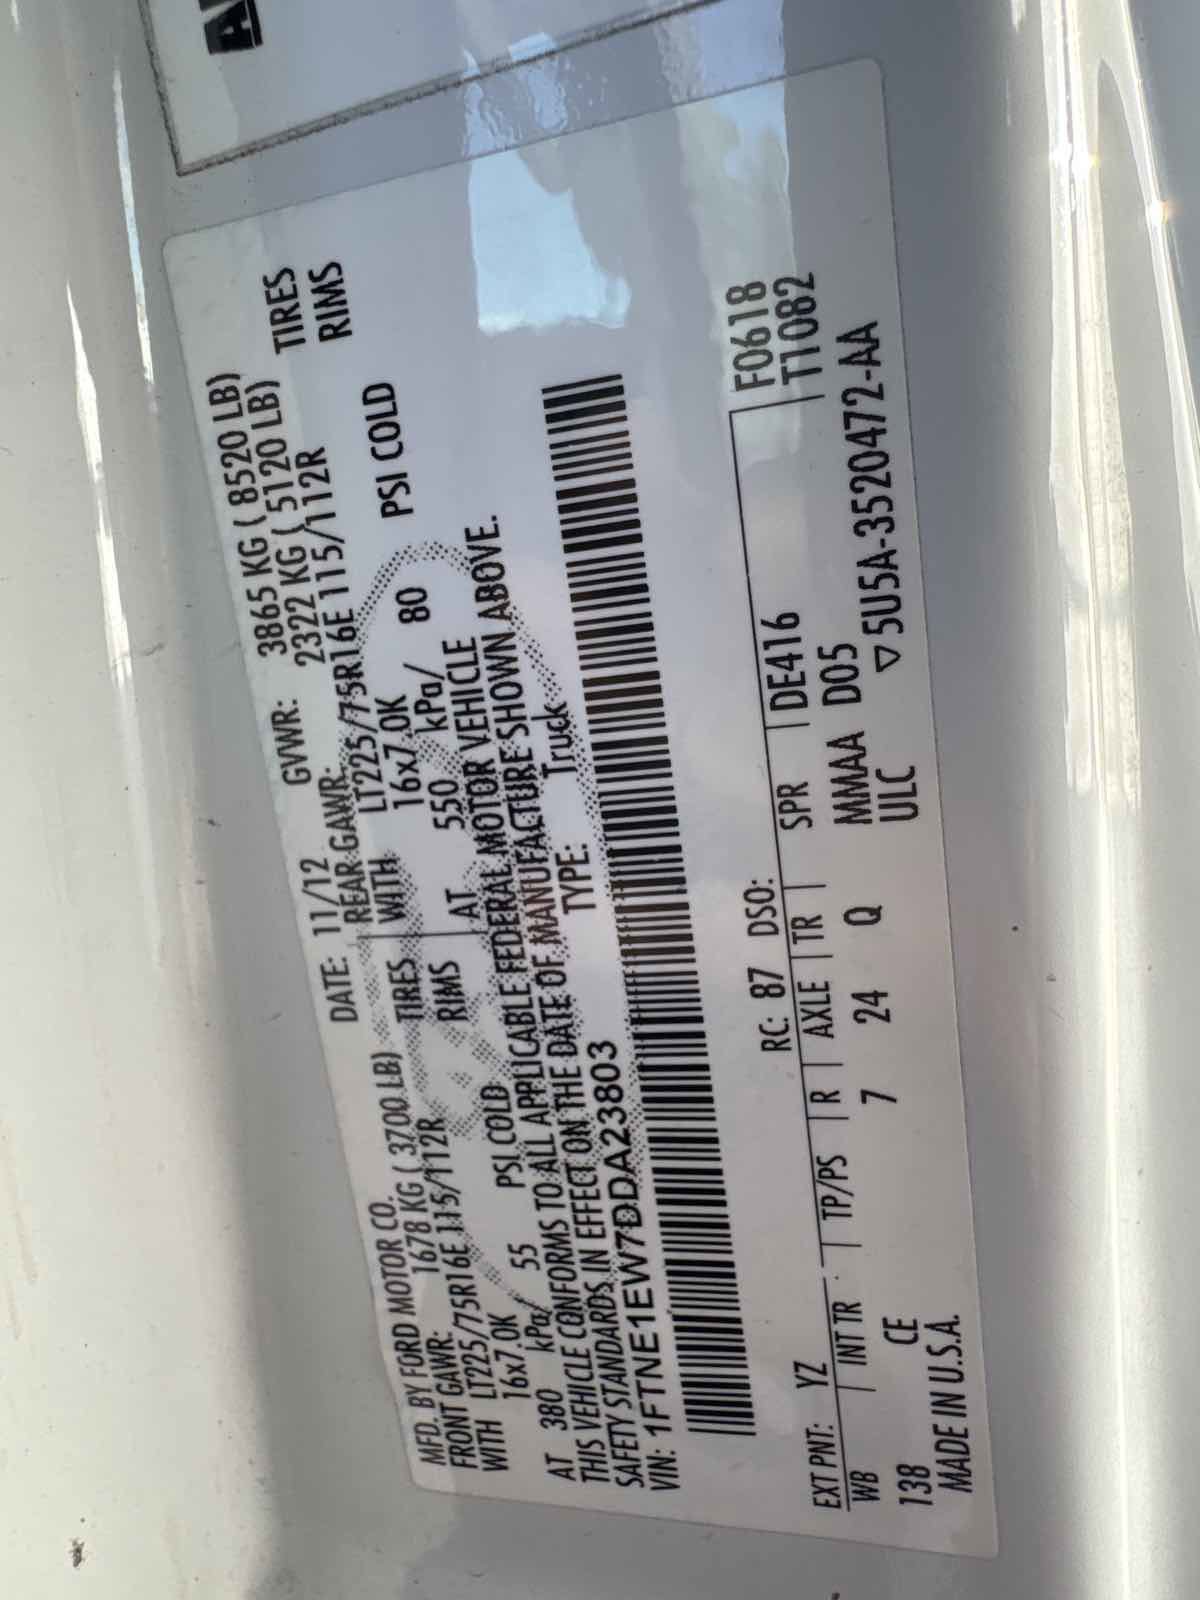 MFD. BY FORD MOTOR CO.
DATE: 11/12 GVWR: 3865 KG ( 8520 LB)
FRONT GAWR: 1678 KG ( 3700 LB) REAR GAWR: 2322 KG ( 5120 LB)
WITH LT225/75R16E 115/112R TIRES WITH LT225/75R16E 115/112R TIRES
16x7.0K RIMS 16x7.0K RIMS
AT 380 kPa/ 55 PSI COLD AT 550 kPa/ 80 PSI COLD
THIS VEHICLE CONFORMS TO ALL APPLICABLE FEDERAL MOTOR VEHICLE
SAFETY STANDARDS IN EFFECT ON THE DATE OF MANUFACTURE SHOWN ABOVE.
VIN: 1FTNE1EW7DDA23803 TYPE: Truck
F0618
T1082
EXT PNT: YZ RC: 87 DSO:
WB INT TR TP/PS R AXLE TR SPR DE416
138 CE 7 24 Q MMAA D05
MADE IN U.S.A. ULC ▽ 5U5A-3520472-AA